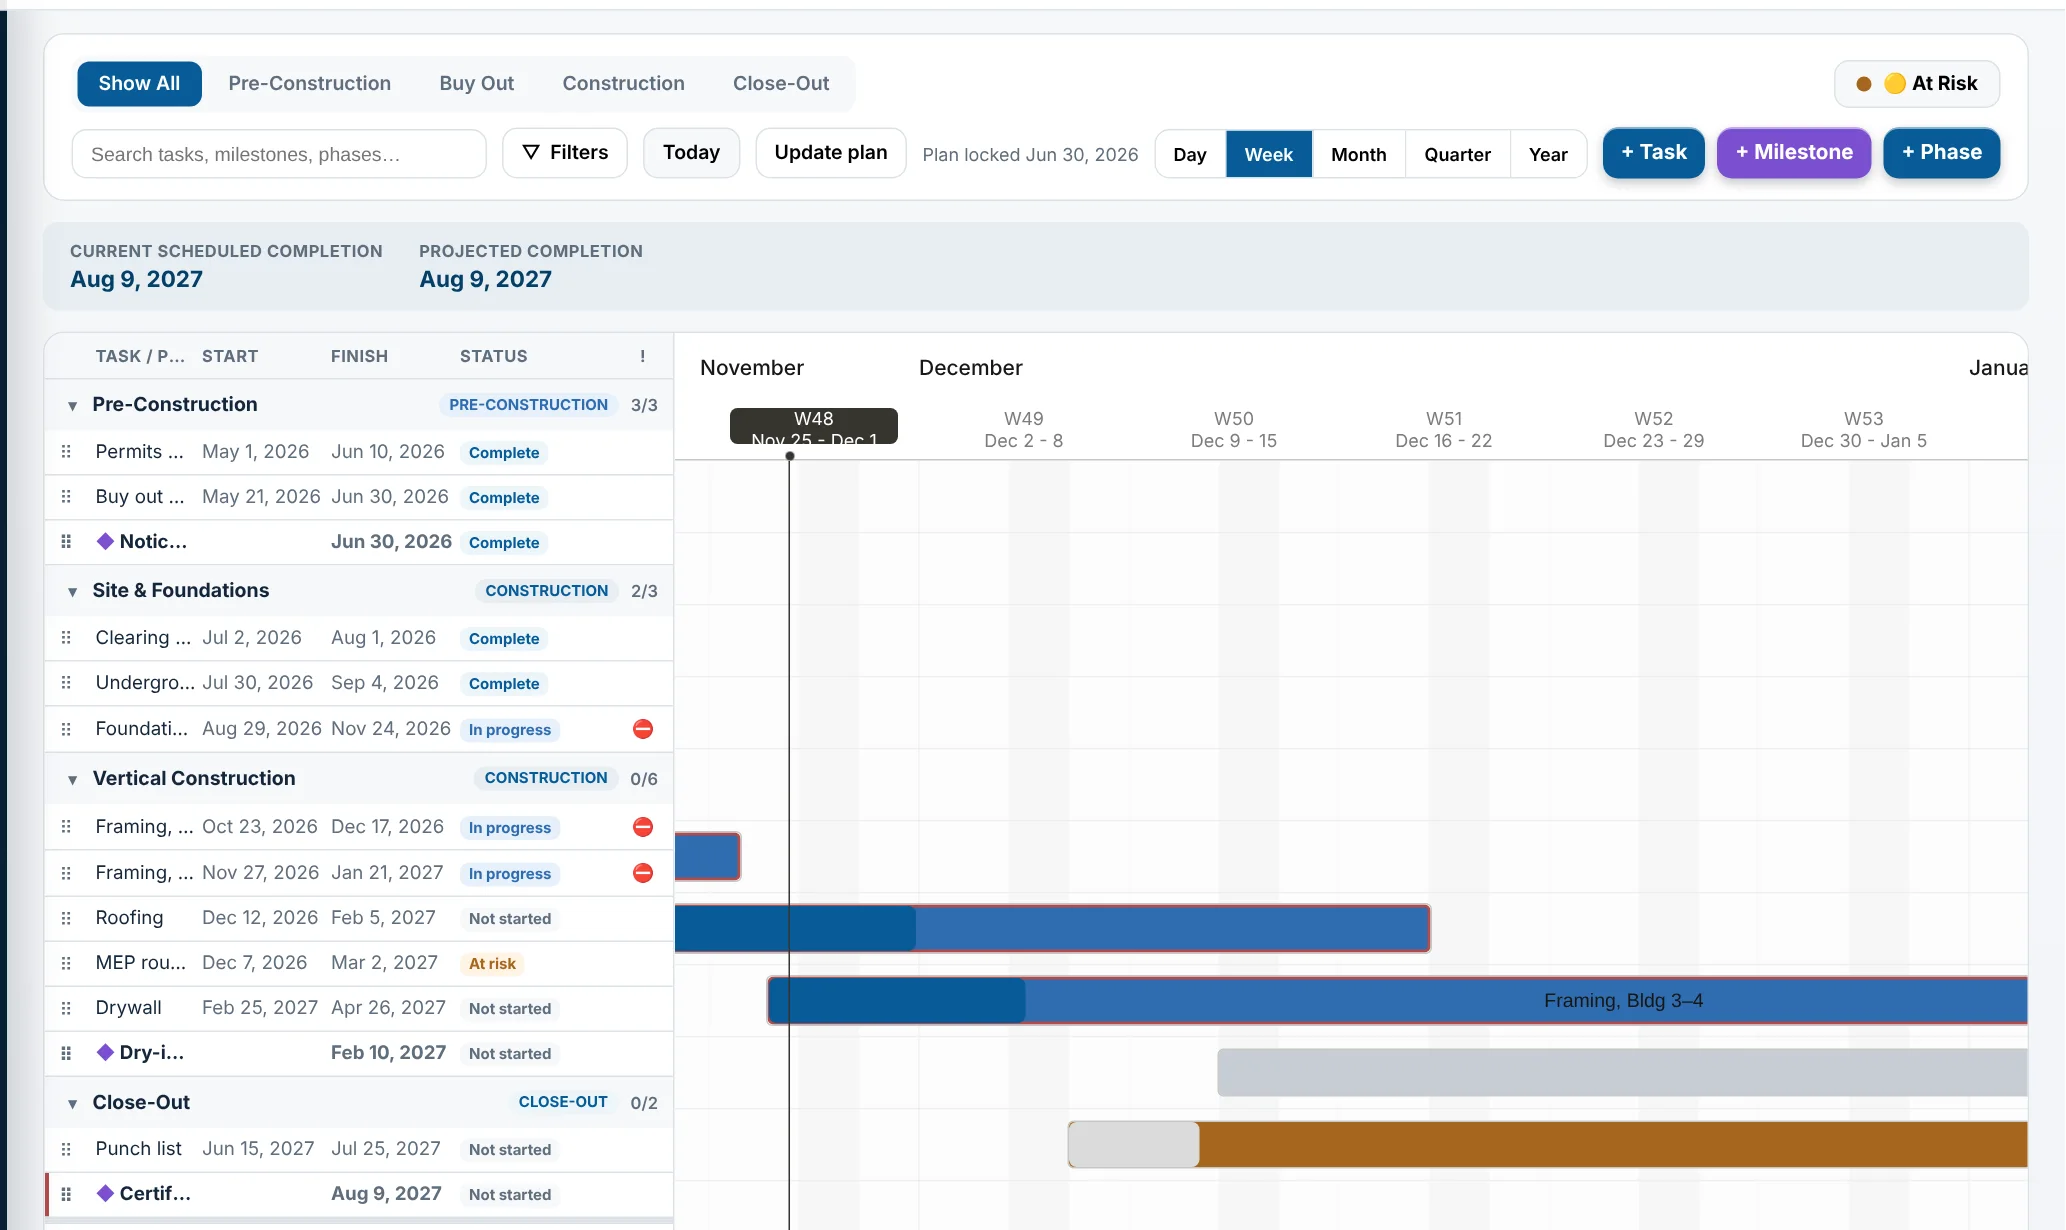 Show All Pre-Construction Buy Out Construction Close-Out At Risk
Search tasks, milestones, phases… Filters Today Update plan Plan locked Jun 30, 2026 Day Week Month Quarter Year + Task + Milestone + Phase
CURRENT SCHEDULED COMPLETION PROJECTED COMPLETION
Aug 9, 2027 Aug 9, 2027
TASK / P... START FINISH STATUS !
November December Janua
W48 W49 W50 W51 W52 W53
Nov 25 - Dec 1 Dec 2 - 8 Dec 9 - 15 Dec 16 - 22 Dec 23 - 29 Dec 30 - Jan 5
Pre-Construction PRE-CONSTRUCTION 3/3
Permits ... May 1, 2026 Jun 10, 2026 Complete
Buy out ... May 21, 2026 Jun 30, 2026 Complete
Notic... Jun 30, 2026 Complete
Site & Foundations CONSTRUCTION 2/3
Clearing ... Jul 2, 2026 Aug 1, 2026 Complete
Undergro... Jul 30, 2026 Sep 4, 2026 Complete
Foundati... Aug 29, 2026 Nov 24, 2026 In progress
Vertical Construction CONSTRUCTION 0/6
Framing, ... Oct 23, 2026 Dec 17, 2026 In progress
Framing, ... Nov 27, 2026 Jan 21, 2027 In progress
Roofing Dec 12, 2026 Feb 5, 2027 Not started
MEP rou... Dec 7, 2026 Mar 2, 2027 At risk
Drywall Feb 25, 2027 Apr 26, 2027 Not started
Framing, Bldg 3–4
Dry-i... Feb 10, 2027 Not started
Close-Out CLOSE-OUT 0/2
Punch list Jun 15, 2027 Jul 25, 2027 Not started
Certif... Aug 9, 2027 Not started